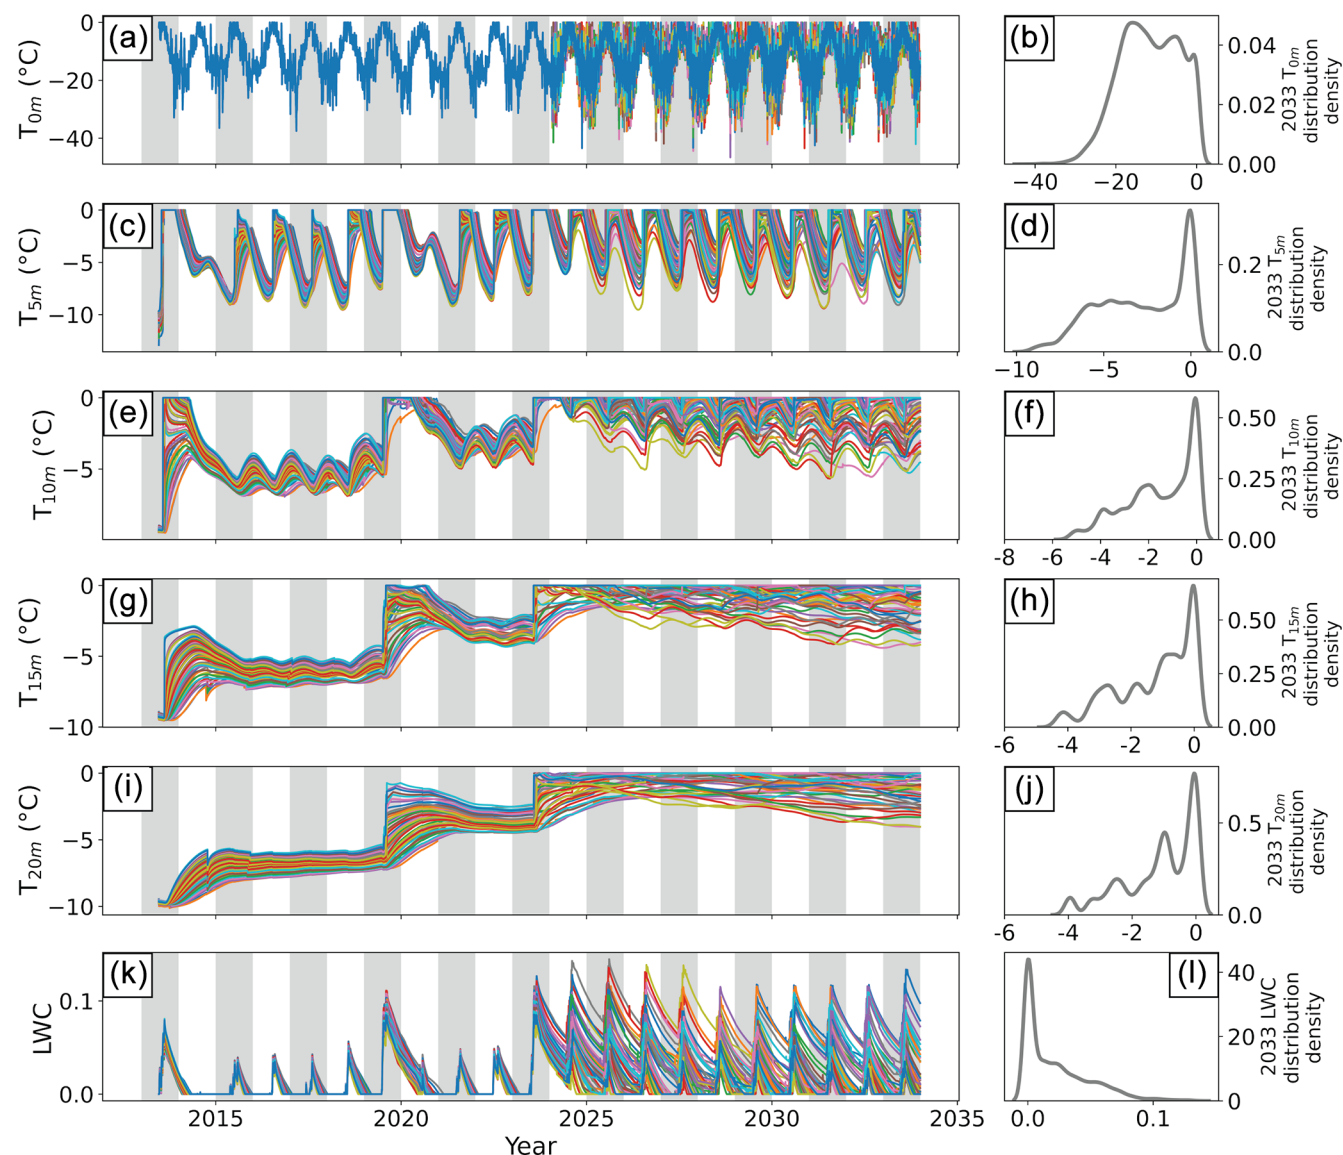 (a)
T0m (°C)
0
−20
−40
(b)
0.04
0.02
0.00
−40 −20 0
2033 T0m
distribution
density
(c)
T5m (°C)
0
−5
−10
(d)
0.2
0.0
−10 −5 0
2033 T5m
distribution
density
(e)
T10m (°C)
0
−5
(f)
0.50
0.25
0.00
-8 -6 -4 -2 0
2033 T10m
distribution
density
(g)
T15m (°C)
0
−5
−10
(h)
0.50
0.25
0.00
-6 -4 -2 0
2033 T15m
distribution
density
(i)
T20m (°C)
0
−5
−10
(j)
0.5
0.0
-6 -4 -2 0
2033 T20m
distribution
density
(k)
LWC
0.1
0.0
2015 2020 2025 2030 2035
Year
(l)
40
20
0
0.0 0.1
2033 LWC
distribution
density